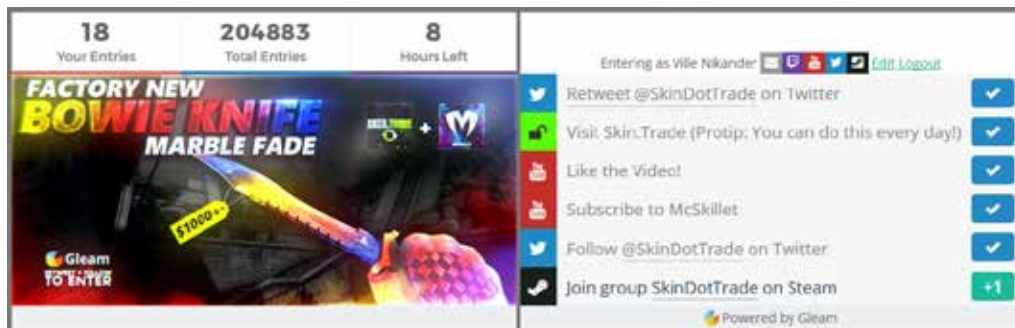 18
Your Entries
204883
Total Entries
8
Hours Left
FACTORY NEW
BOWIE KNIFE
MARBLE FADE
+
$1000+-
Gleam
TO ENTER
Entering as Ville Nikander Edit Logout
Retweet @SkinDotTrade on Twitter
Visit Skin.Trade (Protip: You can do this every day!)
Like the Video!
Subscribe to McSkillet
Follow @SkinDotTrade on Twitter
Join group SkinDotTrade on Steam
+1
Powered by Gleam